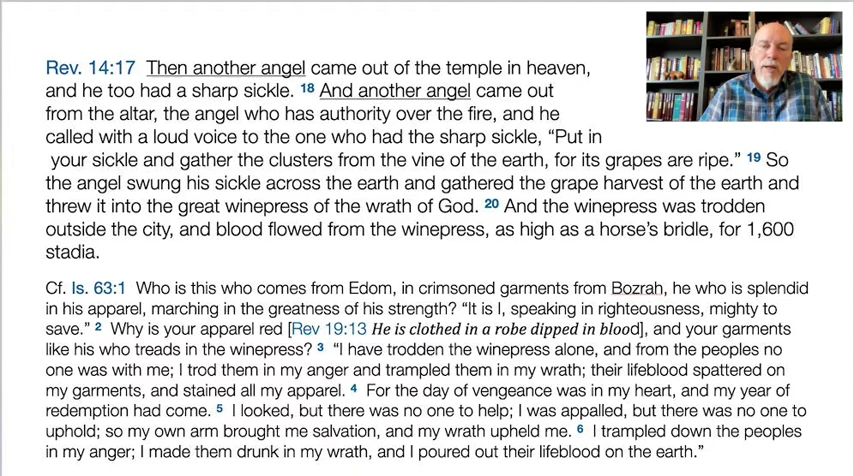 Rev. 14:17 Then another angel came out of the temple in heaven,
and he too had a sharp sickle. 18 And another angel came out
from the altar, the angel who has authority over the fire, and he
called with a loud voice to the one who had the sharp sickle, “Put in
your sickle and gather the clusters from the vine of the earth, for its grapes are ripe.” 19 So
the angel swung his sickle across the earth and gathered the grape harvest of the earth and
threw it into the great winepress of the wrath of God. 20 And the winepress was trodden
outside the city, and blood flowed from the winepress, as high as a horse’s bridle, for 1,600
stadia.
Cf. Is. 63:1 Who is this who comes from Edom, in crimsoned garments from Bozrah, he who is splendid
in his apparel, marching in the greatness of his strength? “It is I, speaking in righteousness, mighty to
save.” 2 Why is your apparel red [Rev 19:13 He is clothed in a robe dipped in blood], and your garments
like his who treads in the winepress? 3 “I have trodden the winepress alone, and from the peoples no
one was with me; I trod them in my anger and trampled them in my wrath; their lifeblood spattered on
my garments, and stained all my apparel. 4 For the day of vengeance was in my heart, and my year of
redemption had come. 5 I looked, but there was no one to help; I was appalled, but there was no one to
uphold; so my own arm brought me salvation, and my wrath upheld me. 6 I trampled down the peoples
in my anger; I made them drunk in my wrath, and I poured out their lifeblood on the earth.”